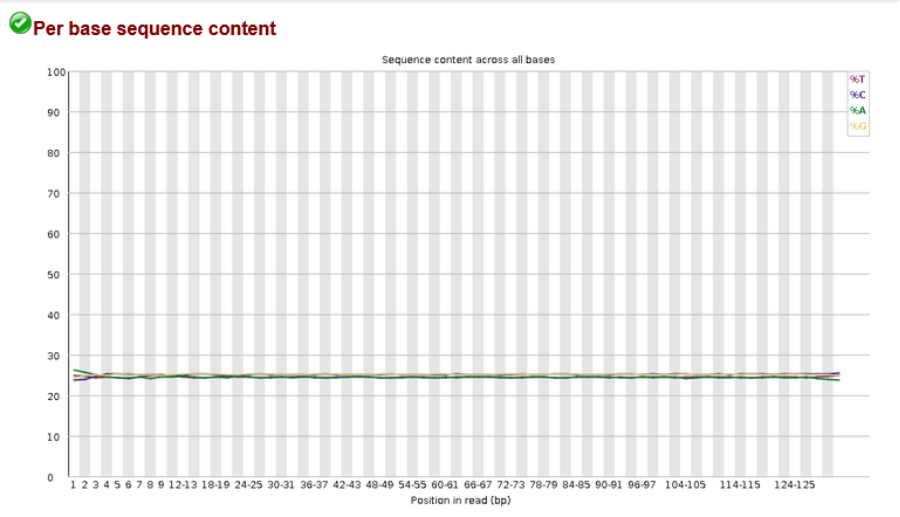 Per base sequence content
Sequence content across all bases
100
%T
%C
%A
%G
90
80
70
60
50
40
30
20
10
0
1 2 3 4 5 6 7 8 9 12-13 18-19 24-25 30-31 36-37 42-43 48-49 54-55 60-61 66-67 72-73 78-79 84-85 90-91 96-97 104-105 114-115 124-125
Position in read (bp)